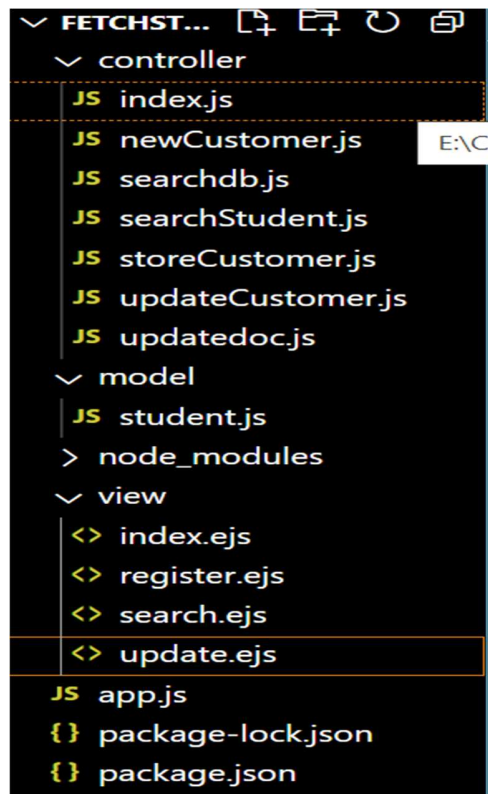 FETCHST...
controller
JS index.js
JS newCustomer.js
E:\C
JS searchdb.js
JS searchStudent.js
JS storeCustomer.js
JS updateCustomer.js
JS updatedoc.js
model
JS student.js
> node_modules
view
<> index.ejs
<> register.ejs
<> search.ejs
<> update.ejs
JS app.js
{} package-lock.json
{} package.json